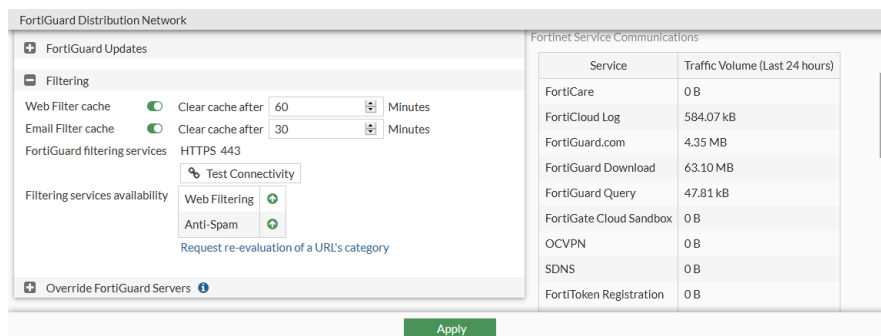 FortiGuard Distribution Network
FortiGuard Updates
Filtering
Web Filter cache Clear cache after 60 Minutes
Email Filter cache Clear cache after 30 Minutes
FortiGuard filtering services HTTPS 443
Test Connectivity
Filtering services availability Web Filtering
Anti-Spam
Request re-evaluation of a URL's category
Override FortiGuard Servers
Fortinet Service Communications
Service Traffic Volume (Last 24 hours)
FortiCare 0 B
FortiCloud Log 584.07 kB
FortiGuard.com 4.35 MB
FortiGuard Download 63.10 MB
FortiGuard Query 47.81 kB
FortiGate Cloud Sandbox 0 B
OCVPN 0 B
SDNS 0 B
FortiToken Registration 0 B
Apply